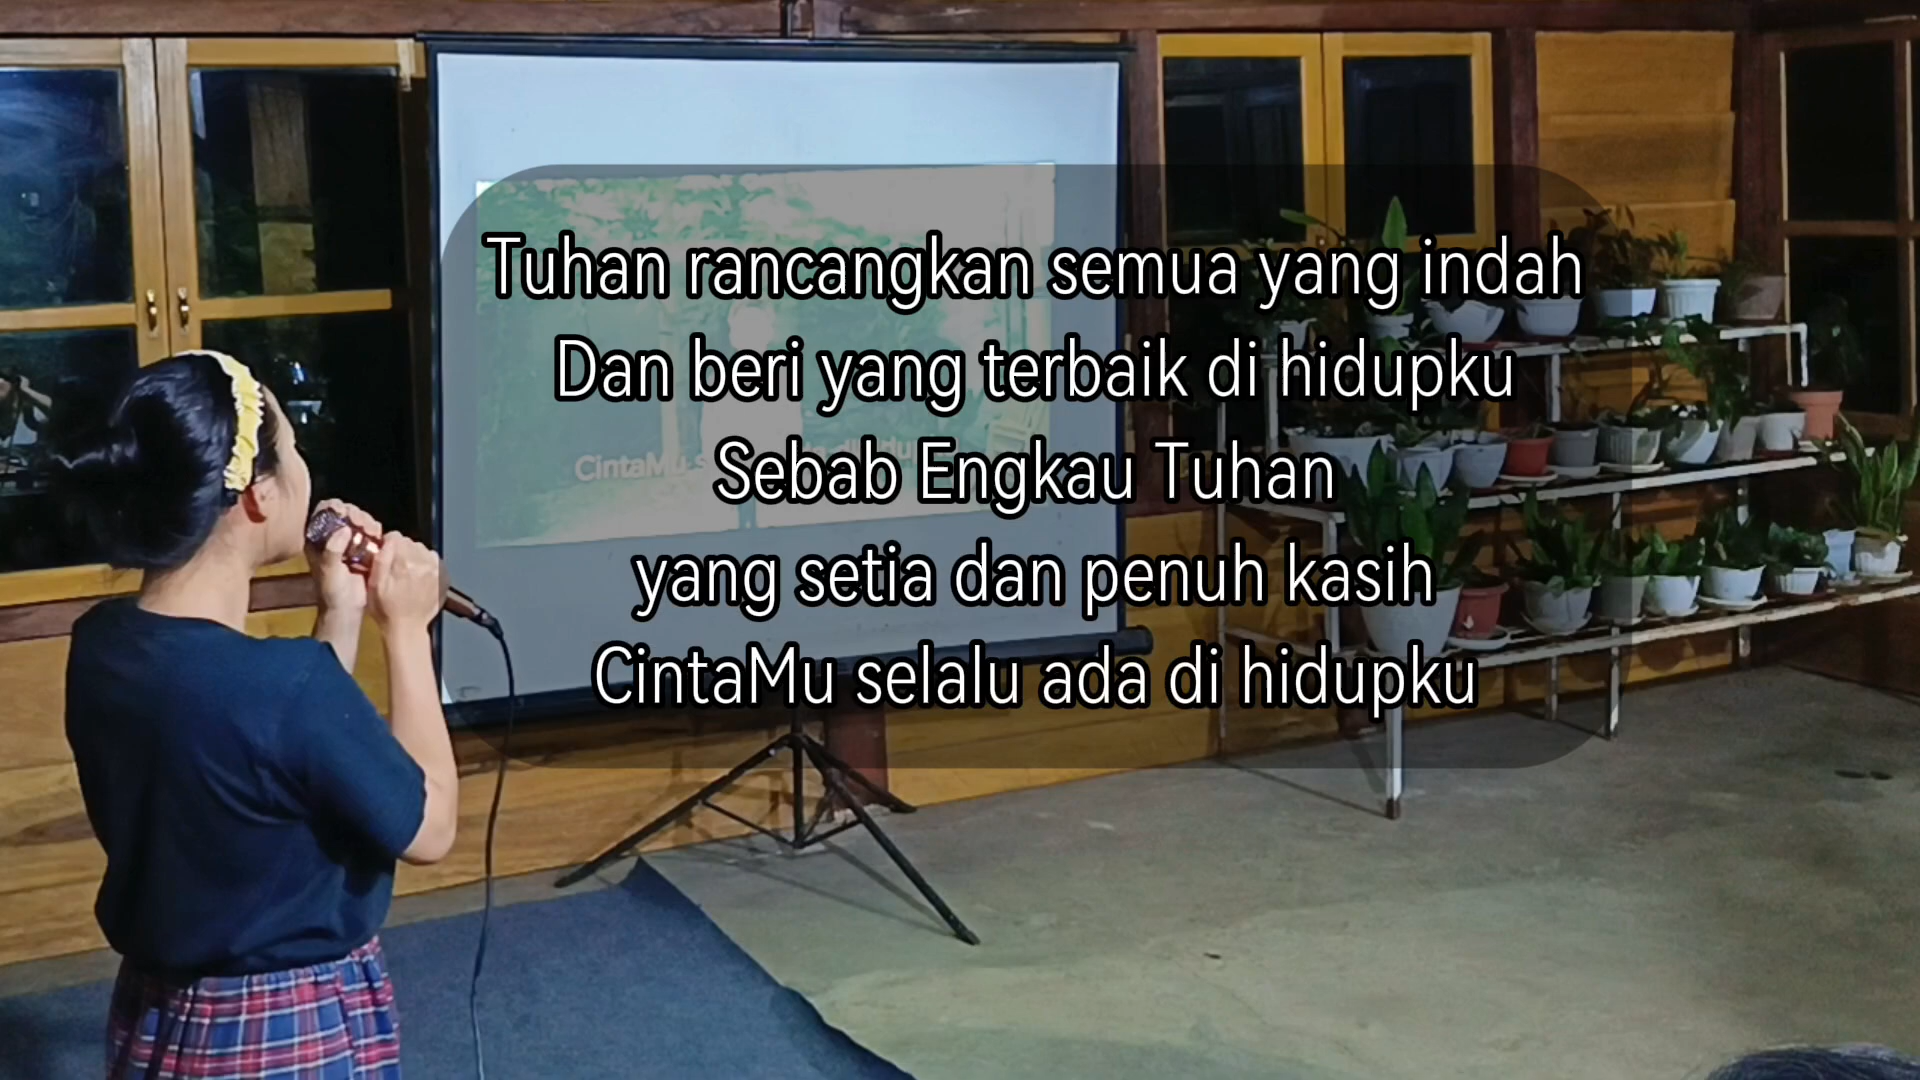 Tuhan rancangkan semua yang indah
Dan beri yang terbaik di hidupku
Sebab Engkau Tuhan
yang setia dan penuh kasih
CintaMu selalu ada di hidupku
CintaMu